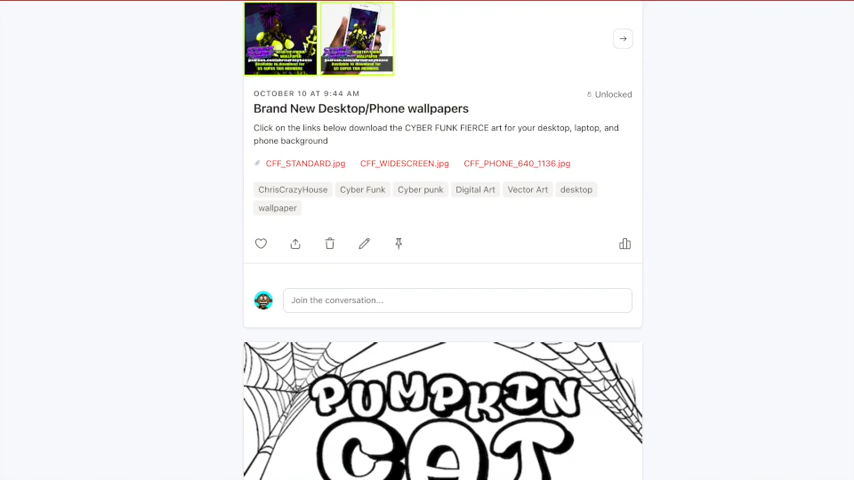 OCTOBER 10 AT 9:44 AM
Unlocked
Brand New Desktop/Phone wallpapers
Click on the links below download the CYBER FUNK FIERCE art for your desktop, laptop, and
phone background
CFF_STANDARD.jpg CFF_WIDESCREEN.jpg CFF_PHONE_640_1136.jpg
ChrisCrazyHouse Cyber Funk Cyber punk Digital Art Vector Art desktop
wallpaper
Join the conversation...
PUMPKIN
CAT